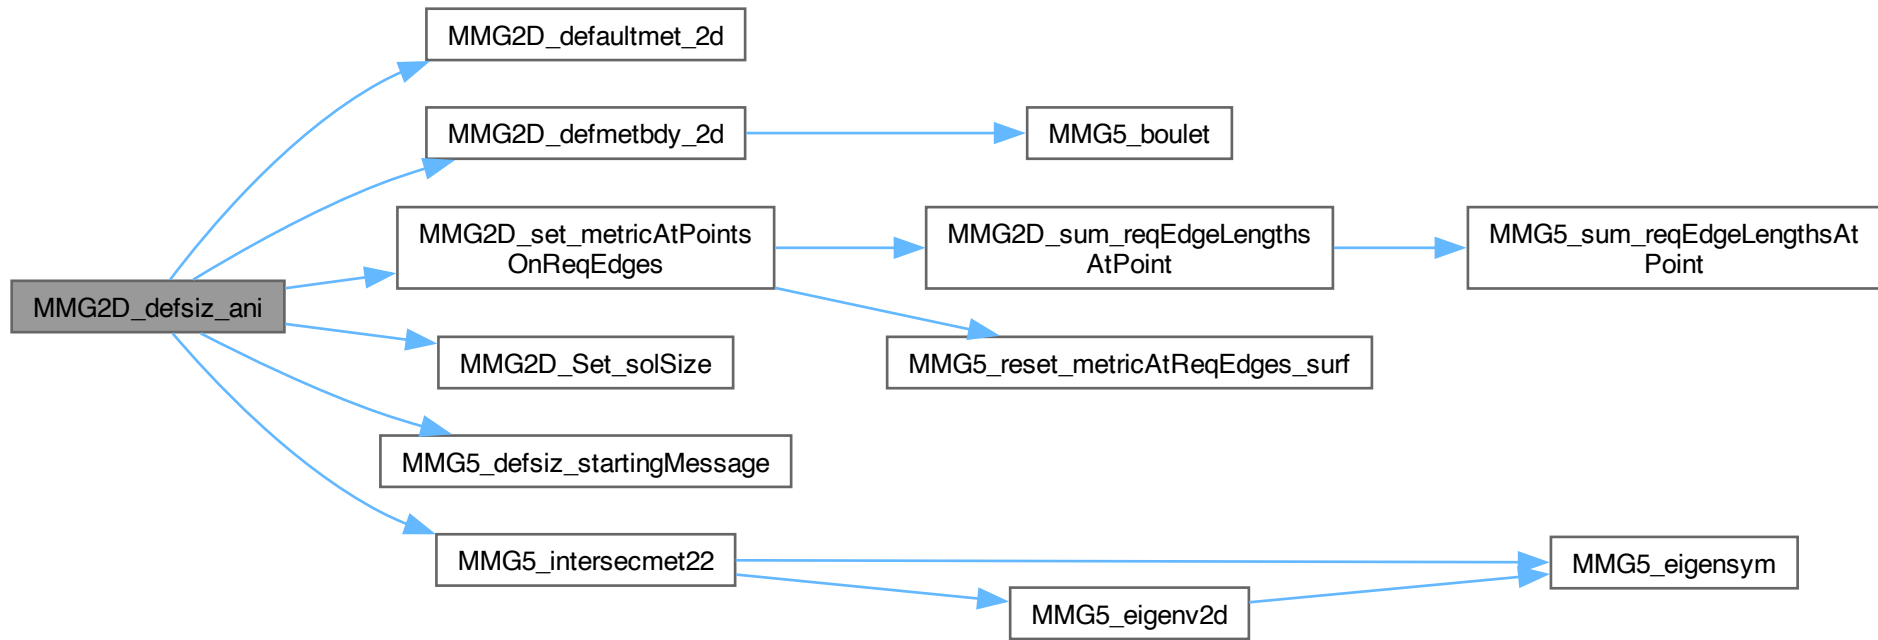 MMG2D_defaultmet_2d
MMG2D_defmetbdy_2d
MMG5_boulet
MMG2D_set_metricAtPoints
OnReqEdges
MMG2D_sum_reqEdgeLengths
AtPoint
MMG5_sum_reqEdgeLengthsAt
Point
MMG2D_defsiz_ani
MMG2D_Set_solSize
MMG5_reset_metricAtReqEdges_surf
MMG5_defsiz_startingMessage
MMG5_intersecmet22
MMG5_eigensym
MMG5_eigenv2d